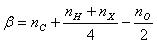 β = n_C + (n_H + n_X)/4 − n_O/2